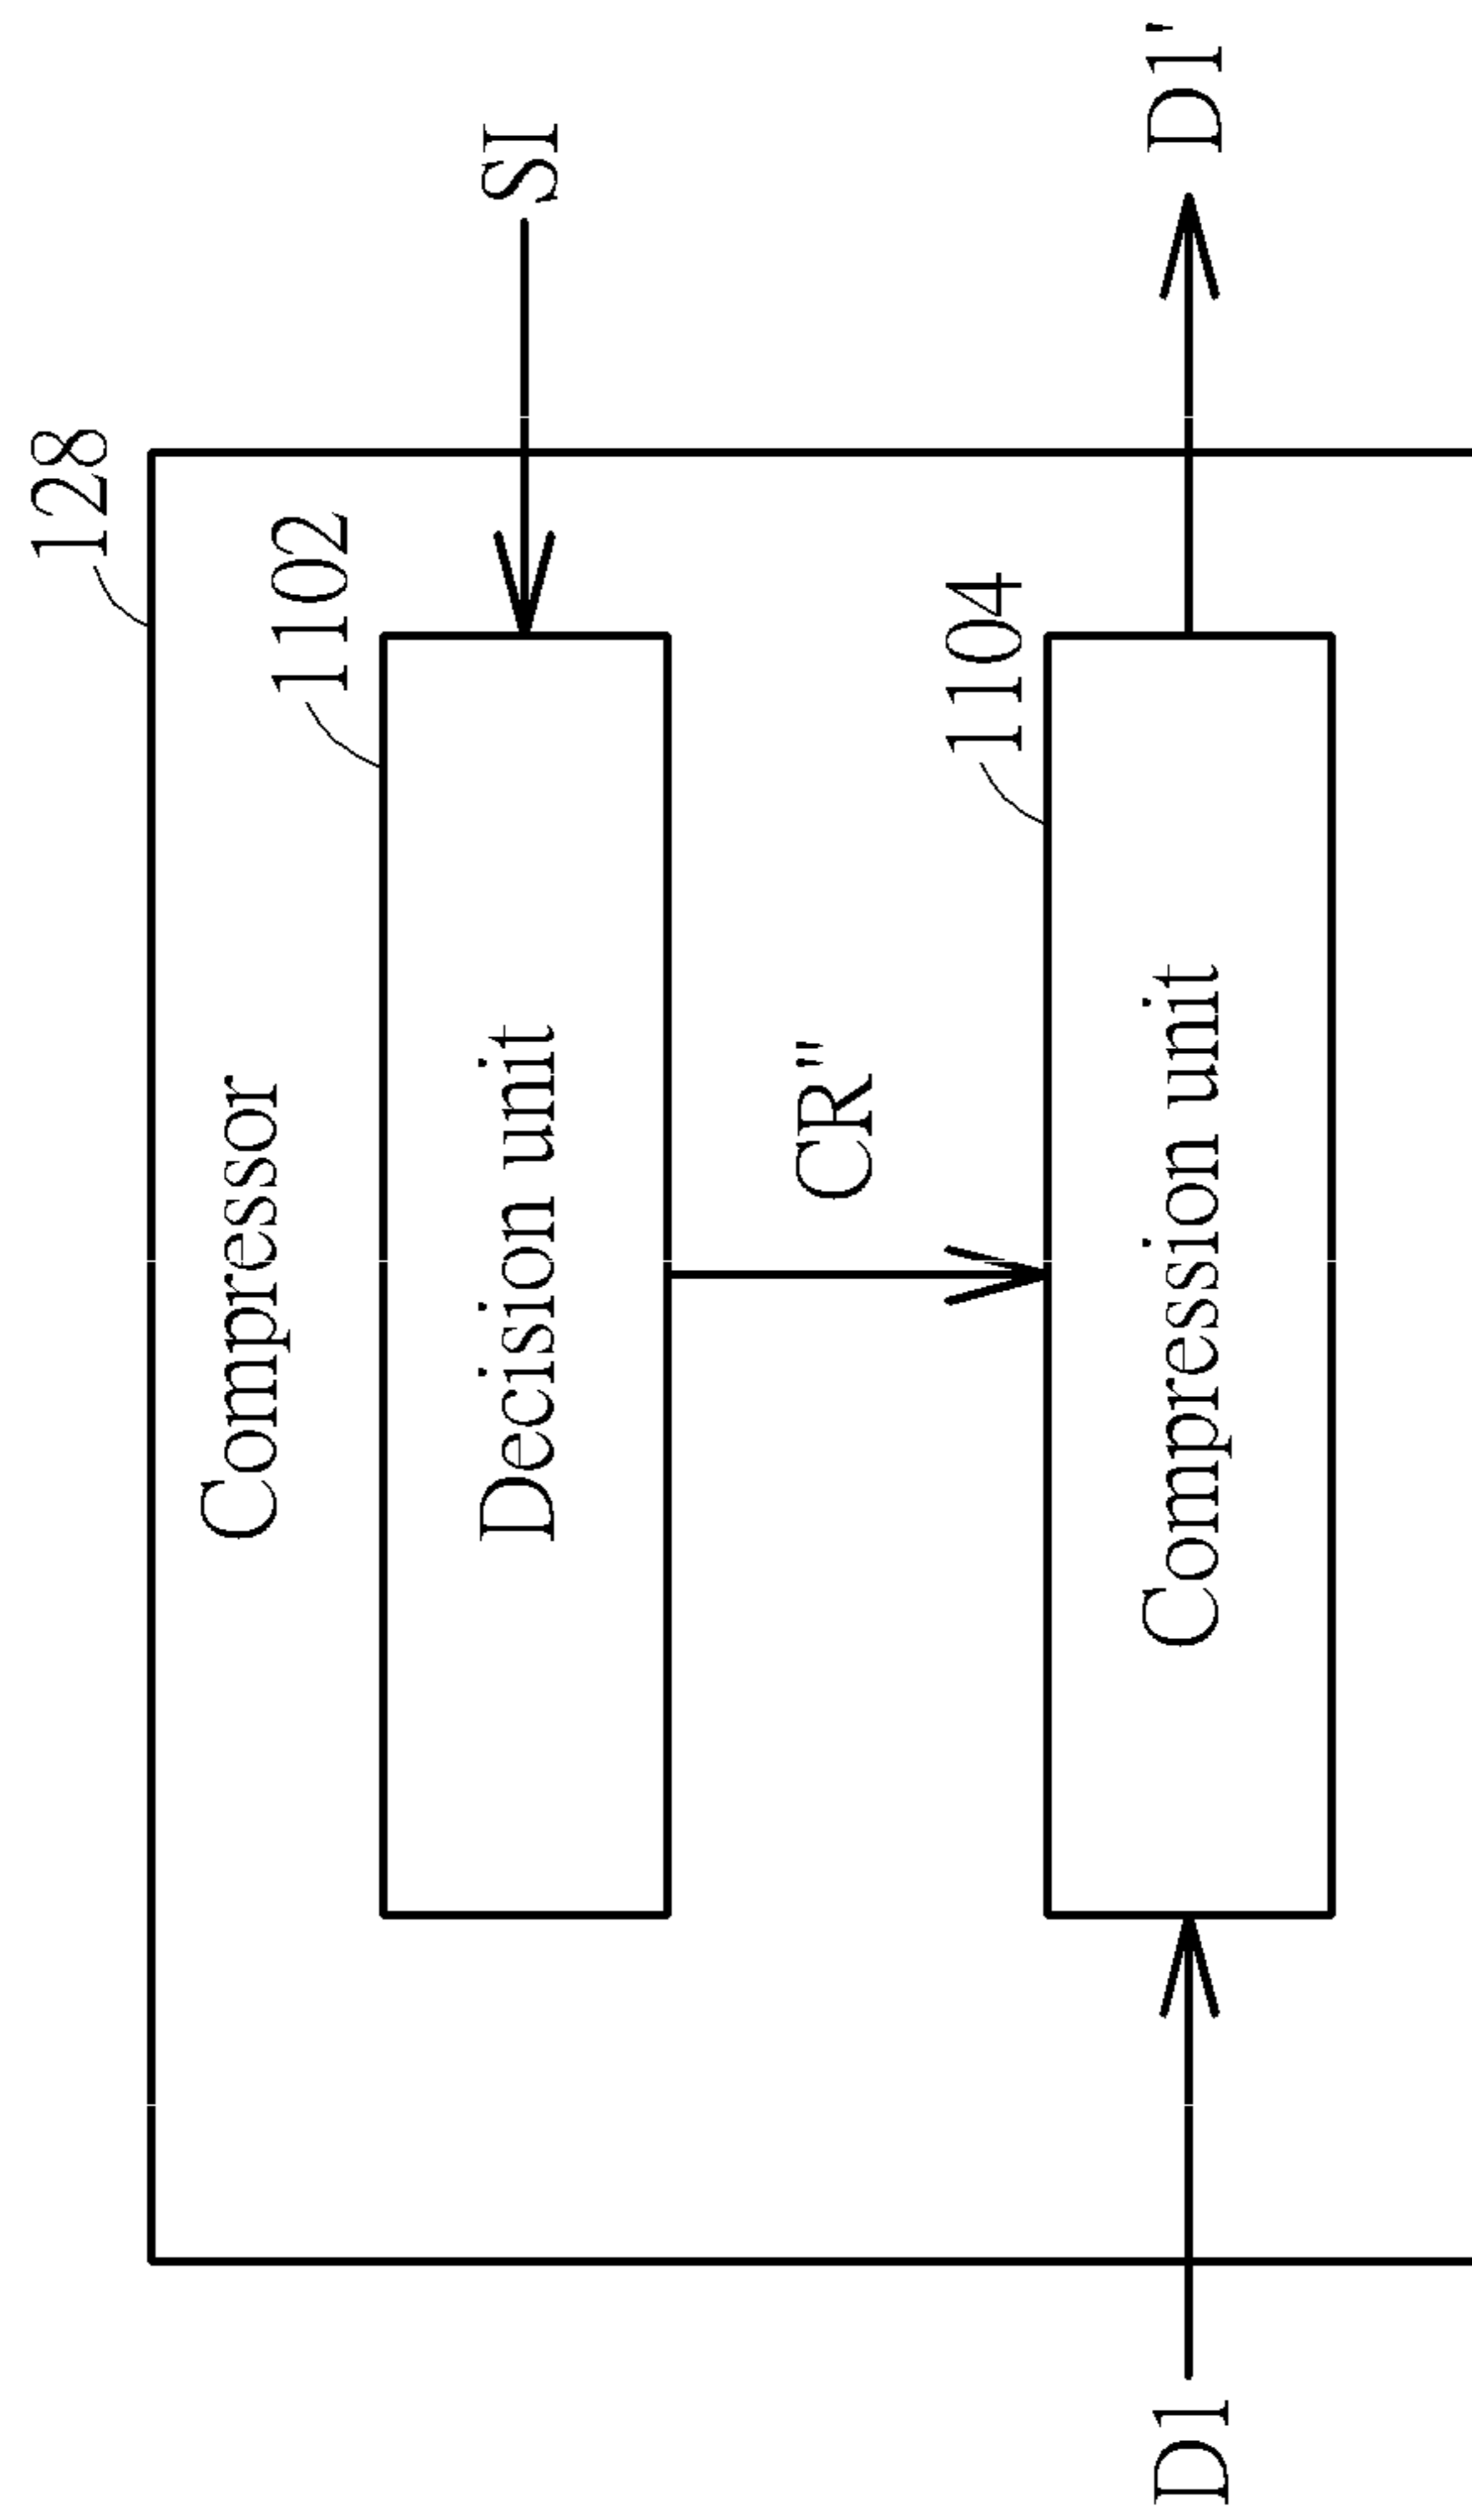 128
Compressor
1102
SI
Decision unit
CR"
1104
D1
Compression unit
D1'